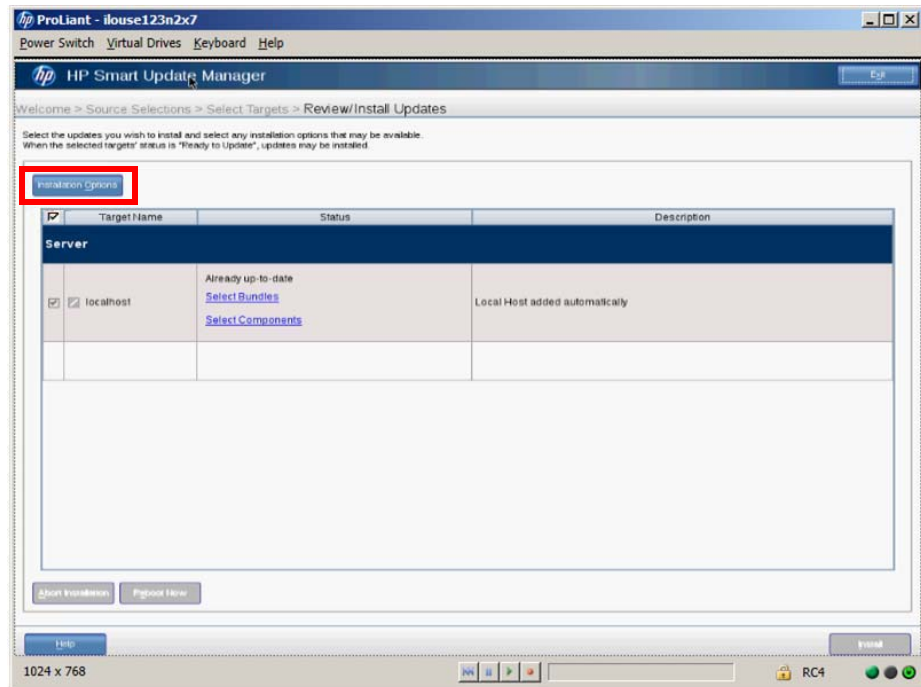 hp ProLiant - ilouse123n2x7
Power Switch Virtual Drives Keyboard Help
hp HP Smart Update Manager Exit
Welcome > Source Selections > Select Targets > Review/Install Updates
Select the updates you wish to install and select any installation options that may be available.
When the selected targets' status is "Ready to Update", updates may be installed.
Installation Options
Target Name Status Description
Server
Already up-to-date
Select Bundles
localhost Local Host added automatically
Select Components
Abort Installation Reboot Now
Help Install
1024 x 768 RC4